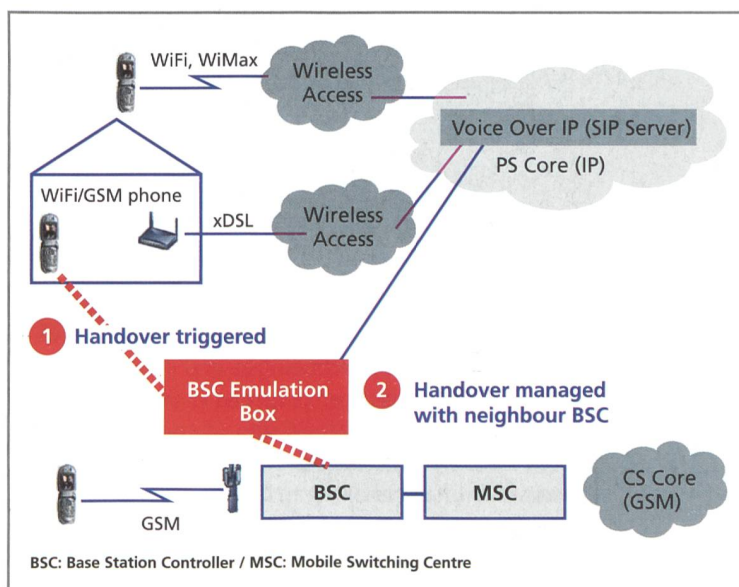 WiFi, WiMax
Wireless
Access
Voice Over IP (SIP Server)
PS Core (IP)
WiFi/GSM phone
xDSL
Wireless
Access
1 Handover triggered
BSC Emulation
Box
2 Handover managed
with neighbour BSC
GSM
BSC
MSC
CS Core
(GSM)
BSC: Base Station Controller / MSC: Mobile Switching Centre